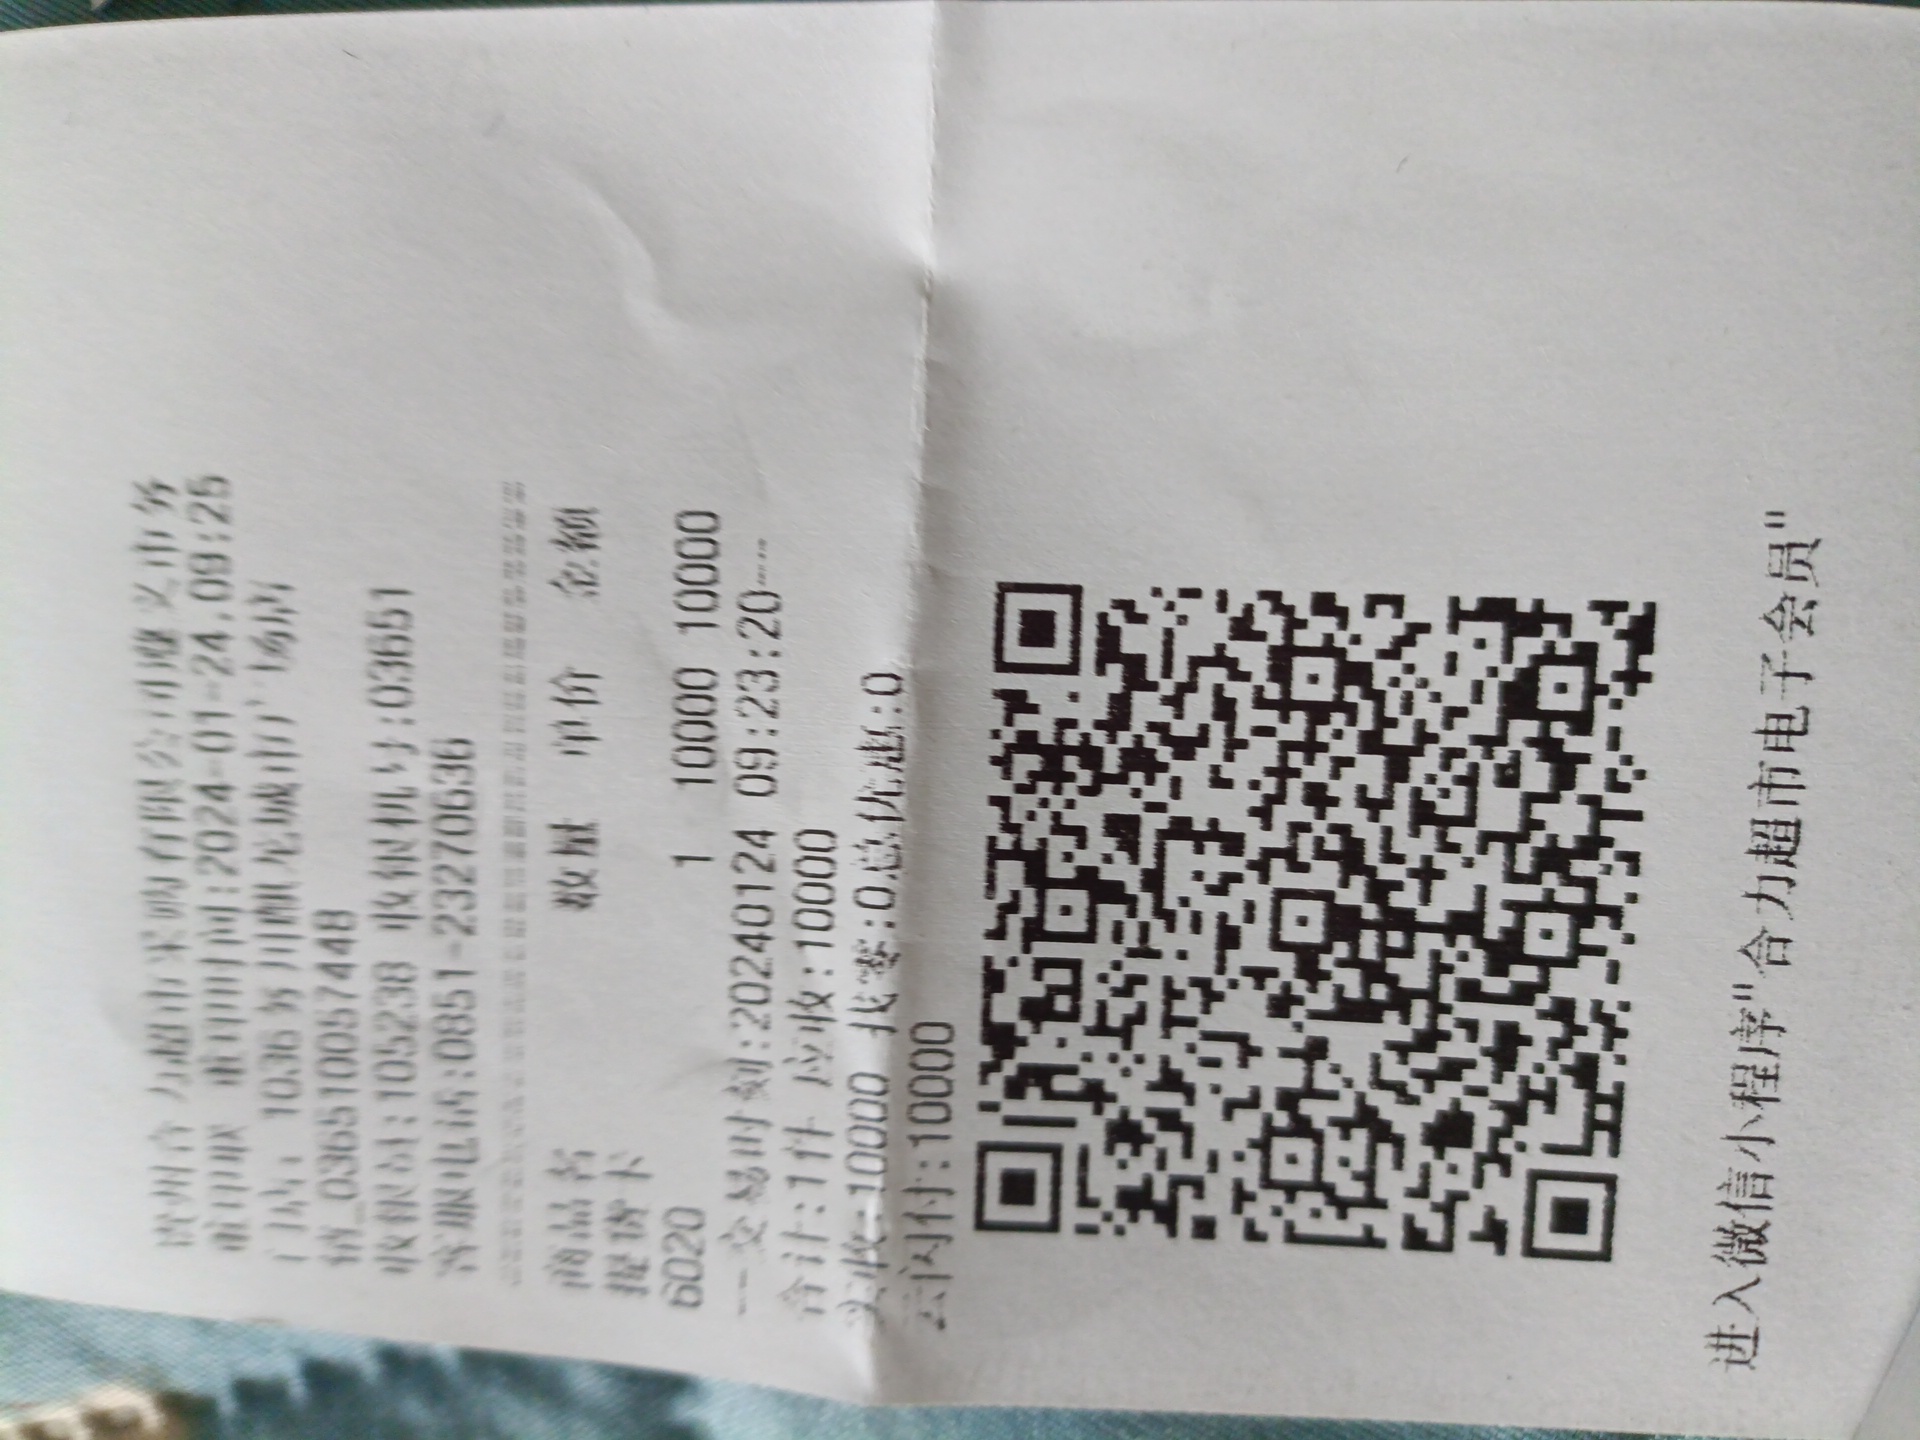 贵州合力超市采购有限公司遵义市务
重印联 重印时间:2024-01-24,09:25
门店: 1036务川麒龙城市广场店
销_036510057448
收银员:105238 收银机号:03651
客服电话:0851-23270636
商品名 数量 单价 金额
提货卡
6020 1 10000 10000
--交易时刻:20240124 09:23:20----
合计:1件 应收:10000
实收:10000 找零:0总优惠:0
云闪付:10000
进入微信小程序"合力超市电子会员"